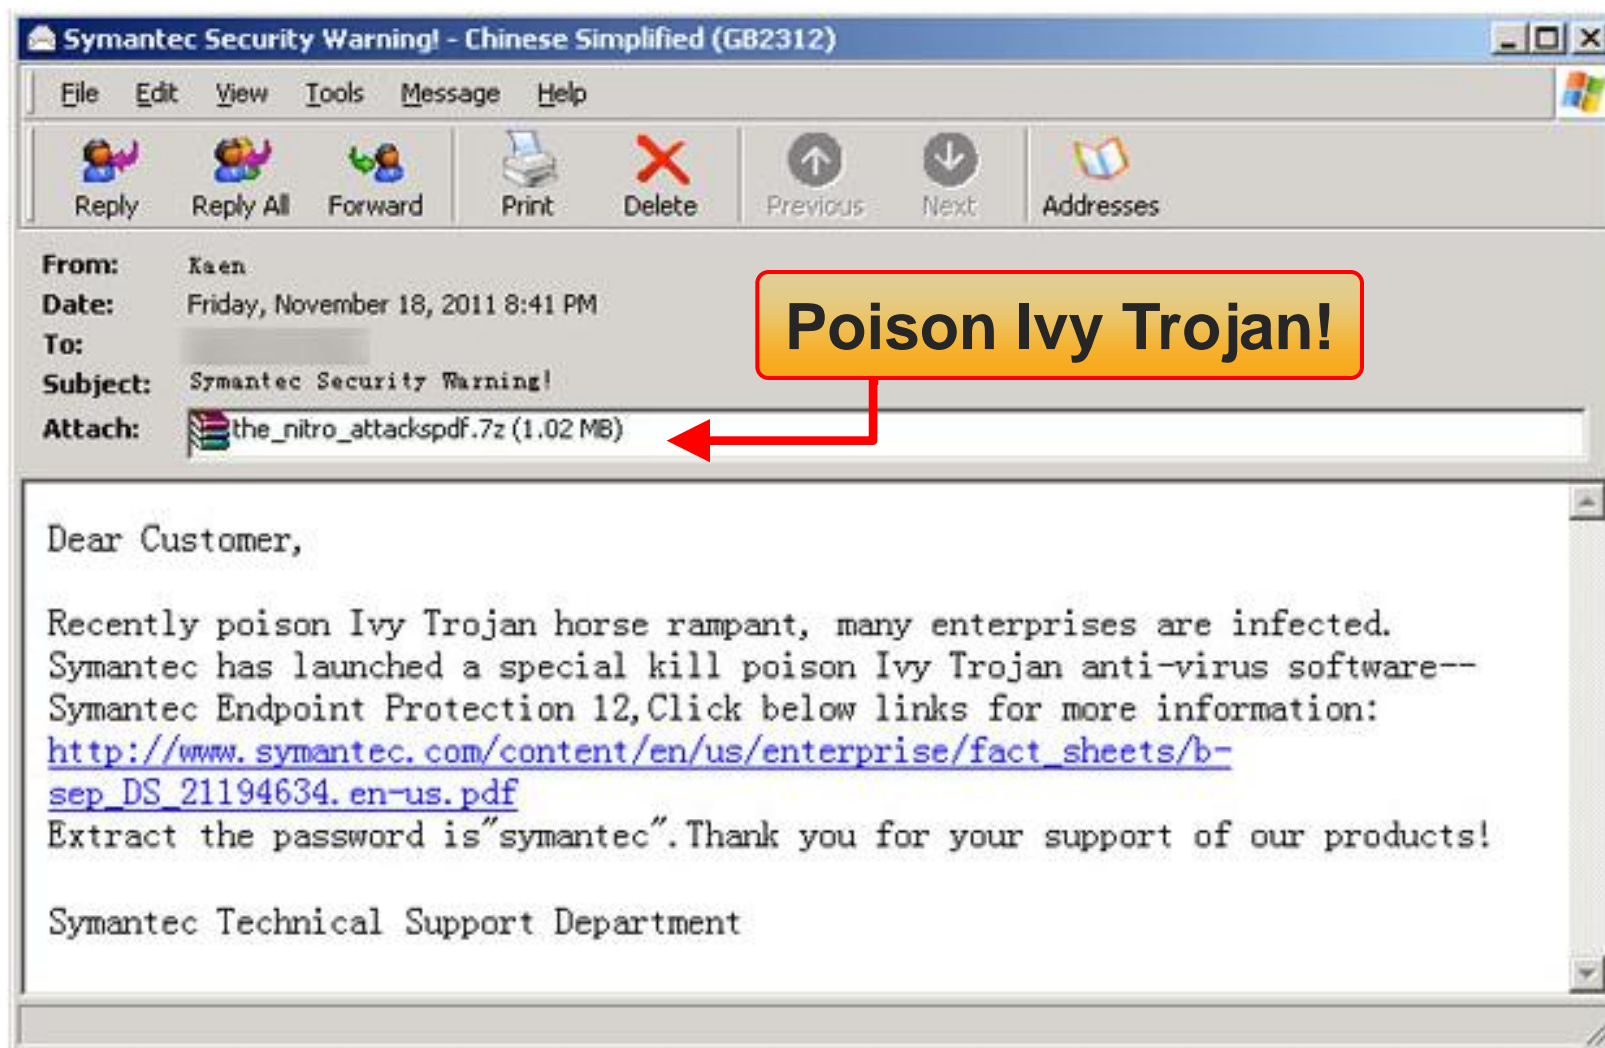 Symantec Security Warning! - Chinese Simplified (GB2312)
File Edit View Tools Message Help
Reply Reply All Forward Print Delete Previous Next Addresses
From: Kaen
Date: Friday, November 18, 2011 8:41 PM
To:
Subject: Symantec Security Warning!
Attach: the_nitro_attackspdf.7z (1.02 MB)
Poison Ivy Trojan!
Dear Customer,
Recently poison Ivy Trojan horse rampant, many enterprises are infected.
Symantec has launched a special kill poison Ivy Trojan anti-virus software--
Symantec Endpoint Protection 12,Click below links for more information:
http://www.symantec.com/content/en/us/enterprise/fact_sheets/b-
sep_DS_21194634.en-us.pdf
Extract the password is"symantec".Thank you for your support of our products!
Symantec Technical Support Department